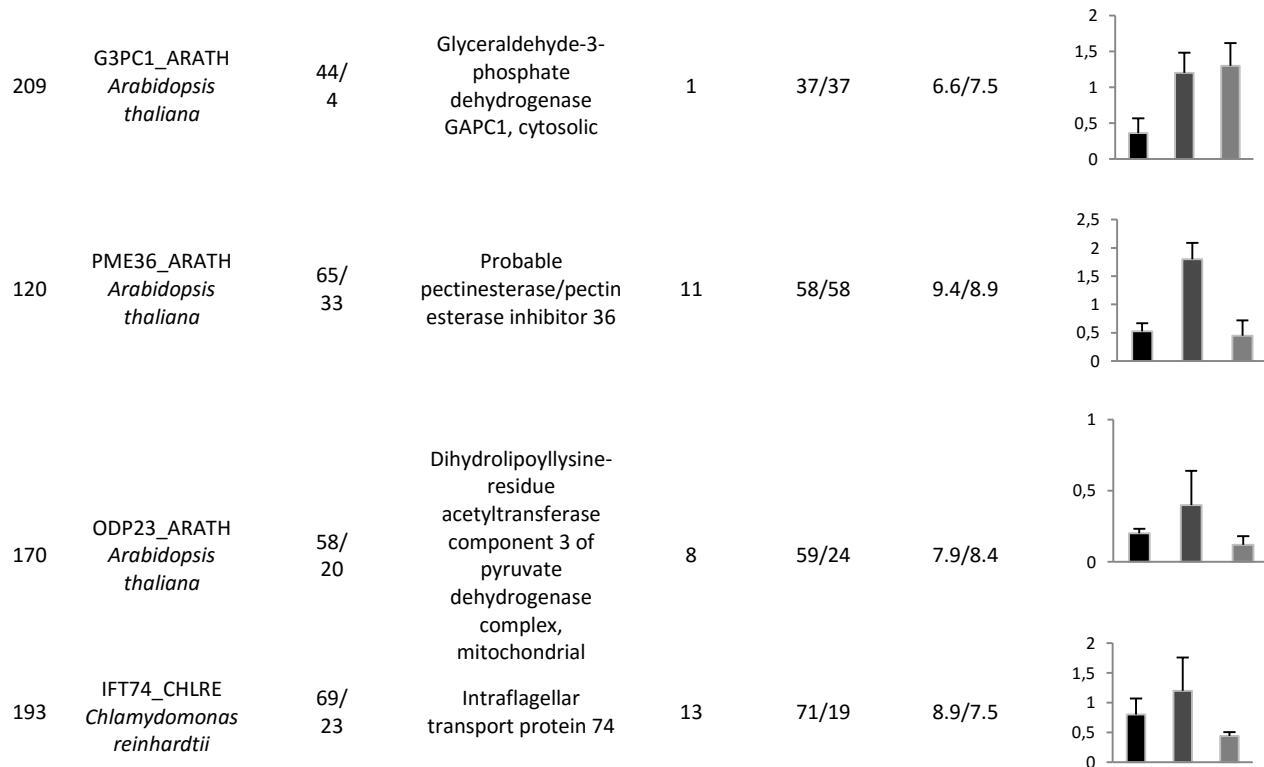 209
G3PC1_ARATH
Arabidopsis
thaliana
44/
4
Glyceraldehyde-3-
phosphate
dehydrogenase
GAPC1, cytosolic
1
37/37
6.6/7.5
2
1,5
1
0,5
0
120
PME36_ARATH
Arabidopsis
thaliana
65/
33
Probable
pectinesterase/pectin
esterase inhibitor 36
11
58/58
9.4/8.9
2,5
2
1,5
1
0,5
0
170
ODP23_ARATH
Arabidopsis
thaliana
58/
20
Dihydrolipoyllysine-
residue
acetyltransferase
component 3 of
pyruvate
dehydrogenase
complex,
mitochondrial
8
59/24
7.9/8.4
1
0,5
0
193
IFT74_CHLRE
Chlamydomonas
reinhardtii
69/
23
Intraflagellar
transport protein 74
13
71/19
8.9/7.5
2
1,5
1
0,5
0